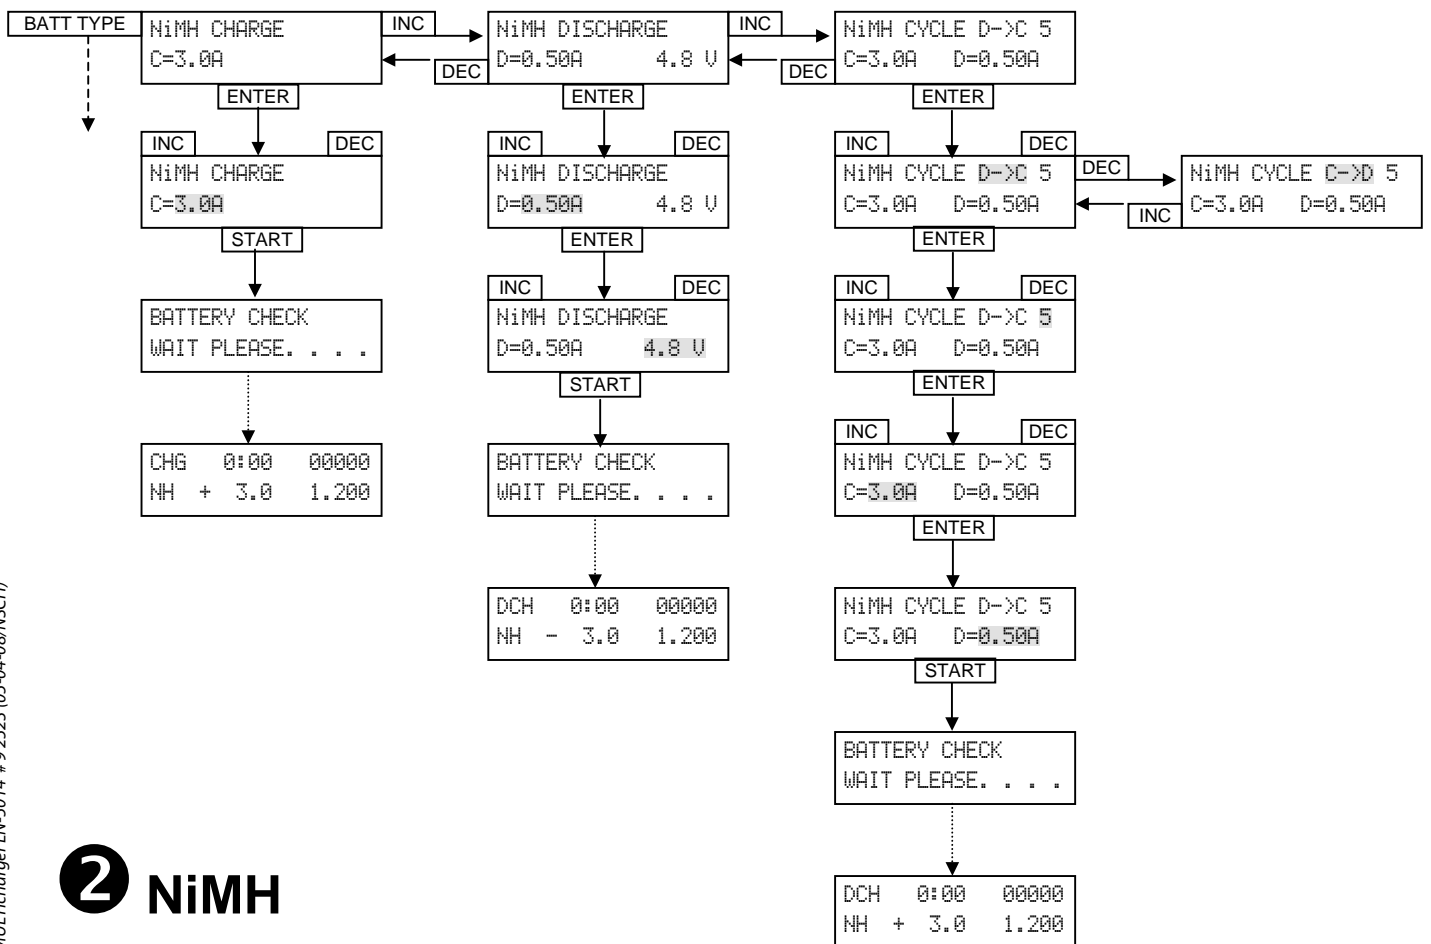 BATT TYPE
NiMH CHARGE
C=3.0A
INC
DEC
NiMH DISCHARGE
D=0.50A 4.8 V
INC
DEC
NiMH CYCLE D->C 5
C=3.0A D=0.50A
ENTER
ENTER
ENTER
INC DEC
NiMH CHARGE
C=3.0A
INC DEC
NiMH DISCHARGE
D=0.50A 4.8 V
INC DEC
NiMH CYCLE D->C 5
C=3.0A D=0.50A
DEC
INC
NiMH CYCLE C->D 5
C=3.0A D=0.50A
START
ENTER
ENTER
BATTERY CHECK
WAIT PLEASE. . . .
INC DEC
NiMH DISCHARGE
D=0.50A 4.8 V
INC DEC
NiMH CYCLE D->C 5
C=3.0A D=0.50A
START
ENTER
CHG 0:00 00000
NH + 3.0 1.200
BATTERY CHECK
WAIT PLEASE. . . .
INC DEC
NiMH CYCLE D->C 5
C=3.0A D=0.50A
ENTER
DCH 0:00 00000
NH - 3.0 1.200
NiMH CYCLE D->C 5
C=3.0A D=0.50A
START
BATTERY CHECK
WAIT PLEASE. . . .
DCH 0:00 00000
NH + 3.0 1.200
2 NiMH